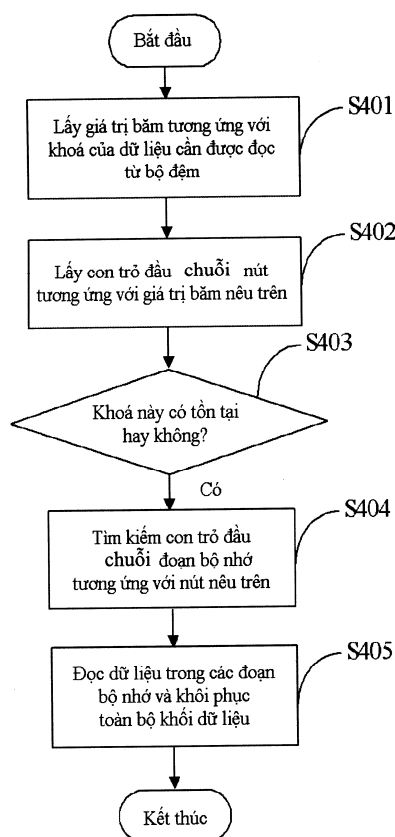 Bắt đầu
S401
Lấy giá trị băm tương ứng với
khoá của dữ liệu cần được đọc
từ bộ đệm
S402
Lấy con trỏ đầu chuỗi nút
tương ứng với giá trị băm nêu trên
S403
Khoá này có tồn tại
hay không?
Có
S404
Tìm kiếm con trỏ đầu
chuỗi đoạn bộ nhớ
tương ứng với nút nêu trên
S405
Đọc dữ liệu trong các đoạn
bộ nhớ và khôi phục
toàn bộ khối dữ liệu
Kết thúc